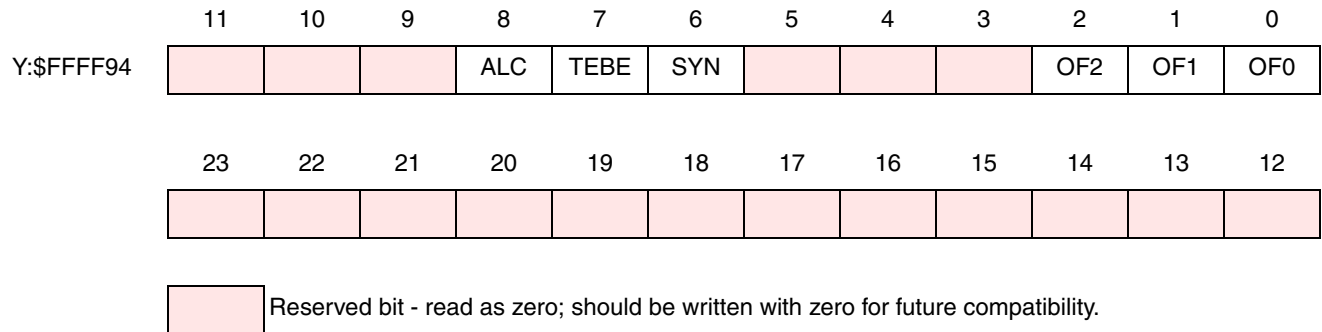 11 10 9 8 7 6 5 4 3 2 1 0
Y:$FFFF94 ALC TEBE SYN OF2 OF1 OF0
23 22 21 20 19 18 17 16 15 14 13 12
Reserved bit - read as zero; should be written with zero for future compatibility.